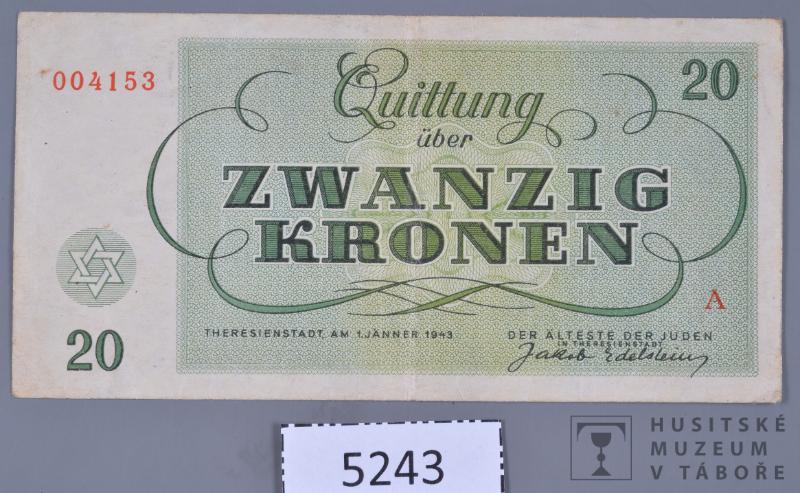 004153
Quittung
20
über
ZWANZIG
KRONEN
A
THERESIENSTADT, AM 1. JÄNNER 1943
DER ÄLTESTE DER JUDEN
IN THERESIENSTADT
Jakob Edelstein
20
5243
HUSITSKÉ
MUZEUM
V TÁBOŘE